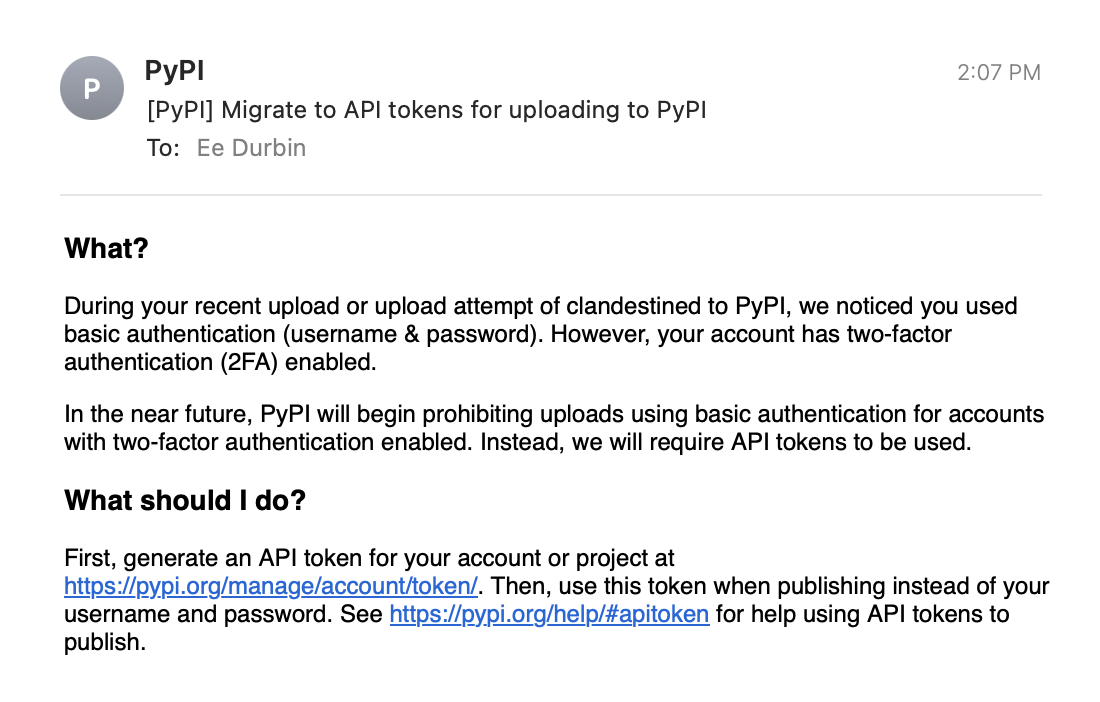 P
PyPI
2:07 PM
[PyPI] Migrate to API tokens for uploading to PyPI
To: Ee Durbin
What?
During your recent upload or upload attempt of clandestined to PyPI, we noticed you used
basic authentication (username & password). However, your account has two-factor
authentication (2FA) enabled.
In the near future, PyPI will begin prohibiting uploads using basic authentication for accounts
with two-factor authentication enabled. Instead, we will require API tokens to be used.
What should I do?
First, generate an API token for your account or project at
https://pypi.org/manage/account/token/. Then, use this token when publishing instead of your
username and password. See https://pypi.org/help/#apitoken for help using API tokens to
publish.